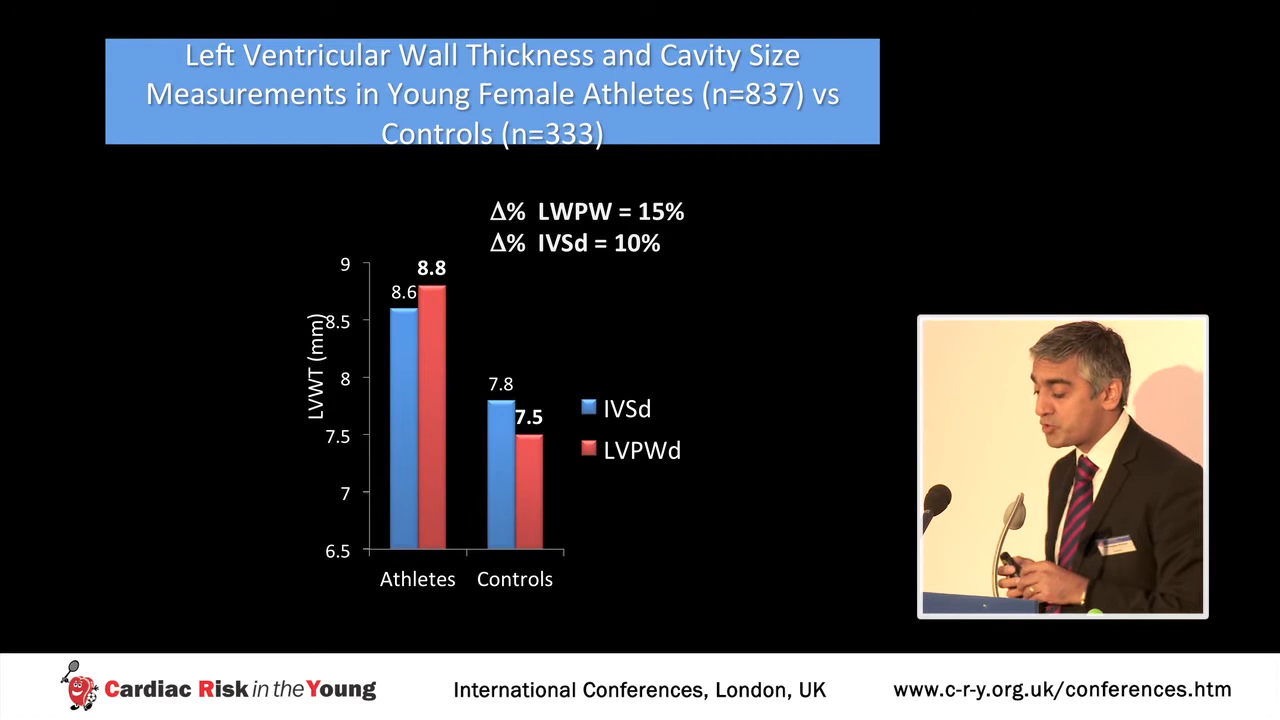 Left Ventricular Wall Thickness and Cavity Size
Measurements in Young Female Athletes (n=837) vs
Controls (n=333)
Δ% LWPW = 15%
Δ% IVSd = 10%
LVWT (mm)
9
8.5
8
7.5
7
6.5
8.6
8.8
7.8
7.5
Athletes
Controls
IVSd
LVPWd
Cardiac Risk in the Young
International Conferences, London, UK
www.c-r-y.org.uk/conferences.htm